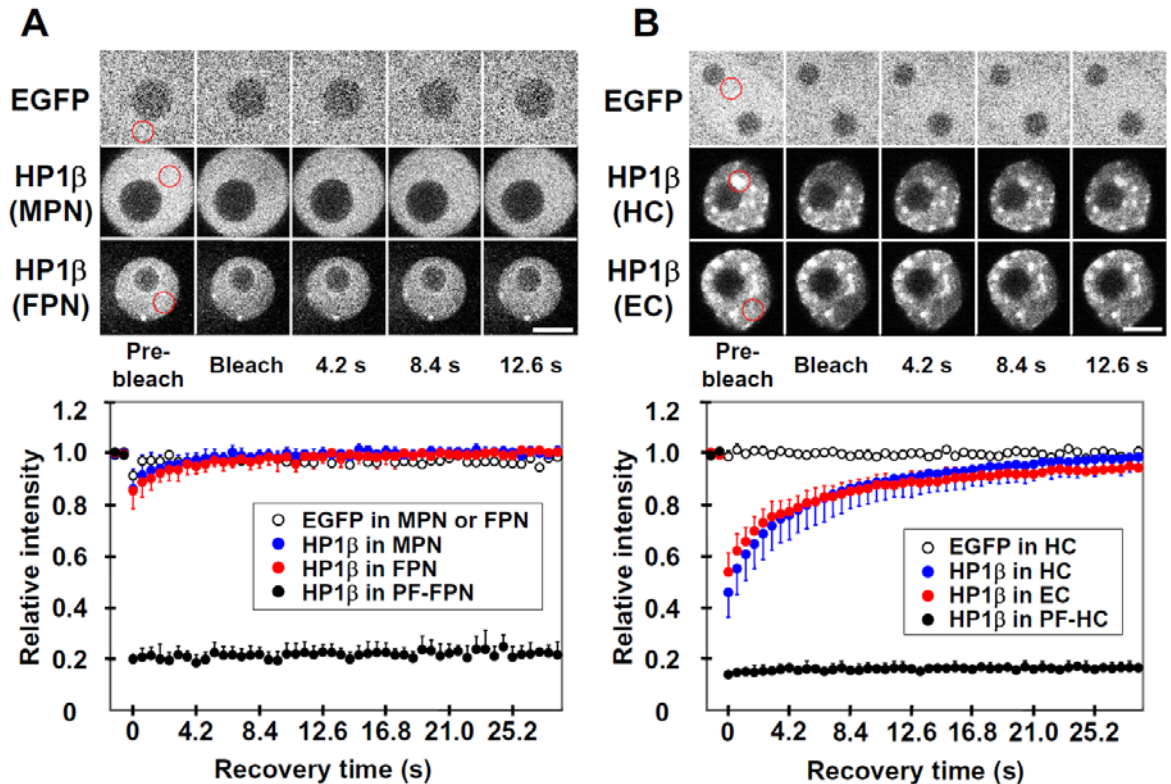 A
EGFP
HP1β
(MPN)
HP1β
(FPN)
Pre-
bleach
Bleach
4.2 s
8.4 s
12.6 s
Relative intensity
1.2
1.0
0.8
0.6
0.4
0.2
0
EGFP in MPN or FPN
HP1β in MPN
HP1β in FPN
HP1β in PF-FPN
0 4.2 8.4 12.6 16.8 21.0 25.2
Recovery time (s)
B
EGFP
HP1β
(HC)
HP1β
(EC)
Pre-
bleach
Bleach
4.2 s
8.4 s
12.6 s
Relative intensity
1.2
1.0
0.8
0.6
0.4
0.2
0
EGFP in HC
HP1β in HC
HP1β in EC
HP1β in PF-HC
0 4.2 8.4 12.6 16.8 21.0 25.2
Recovery time (s)